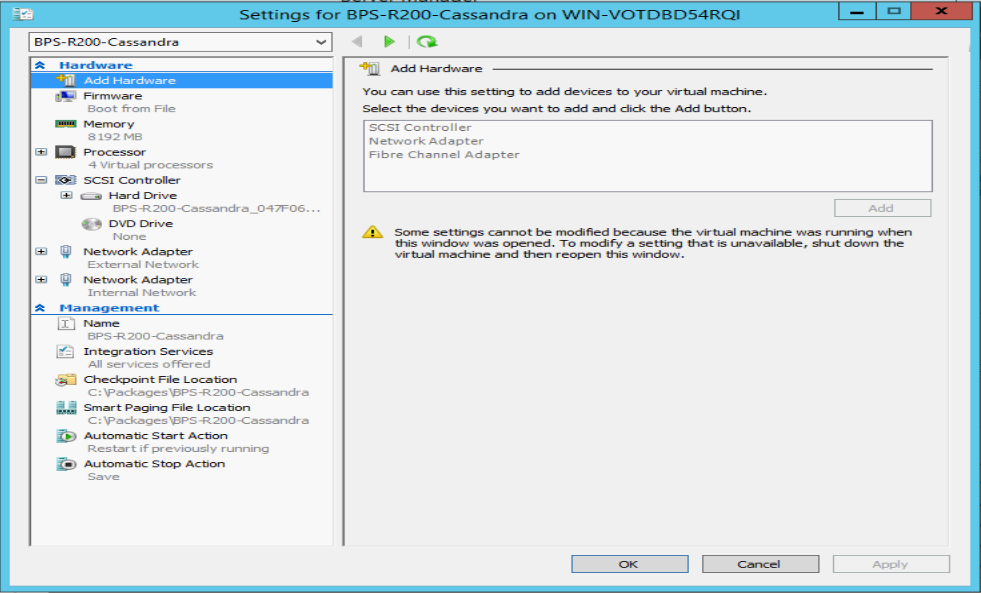 Settings for BPS-R200-Cassandra on WIN-VOTDBD54RQI
BPS-R200-Cassandra
Hardware
Add Hardware
Firmware
Boot from File
Memory
8192 MB
Processor
4 Virtual processors
SCSI Controller
Hard Drive
BPS-R200-Cassandra_047F06...
DVD Drive
None
Network Adapter
External Network
Network Adapter
Internal Network
Management
Name
BPS-R200-Cassandra
Integration Services
All services offered
Checkpoint File Location
C:\Packages\BPS-R200-Cassandra
Smart Paging File Location
C:\Packages\BPS-R200-Cassandra
Automatic Start Action
Restart if previously running
Automatic Stop Action
Save
Add Hardware
You can use this setting to add devices to your virtual machine.
Select the devices you want to add and click the Add button.
SCSI Controller
Network Adapter
Fibre Channel Adapter
Add
Some settings cannot be modified because the virtual machine was running when
this window was opened. To modify a setting that is unavailable, shut down the
virtual machine and then reopen this window.
OK
Cancel
Apply